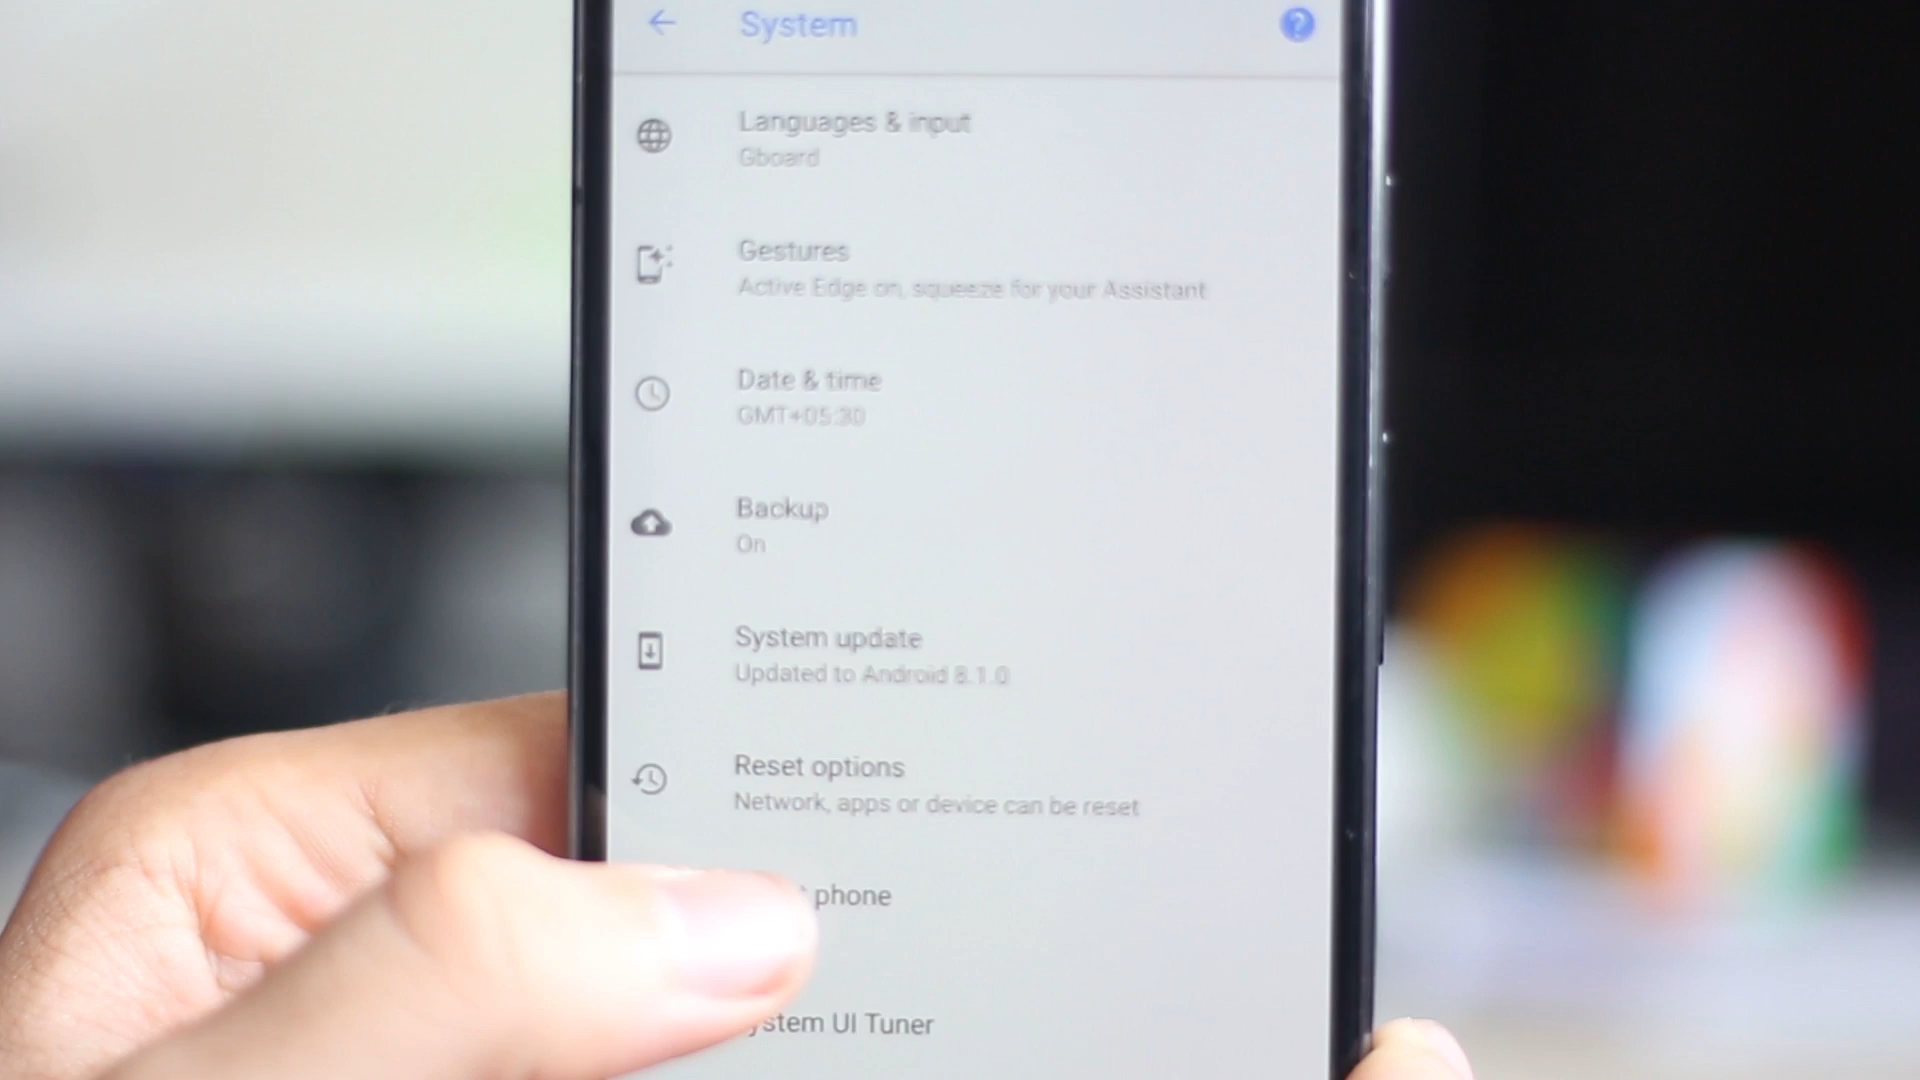 System
Languages & input
Gboard
Gestures
Active Edge on, squeeze for your Assistant
Date & time
GMT+05:30
Backup
On
System update
Updated to Android 8.1.0
Reset options
Network, apps or device can be reset
phone
ystem UI Tuner